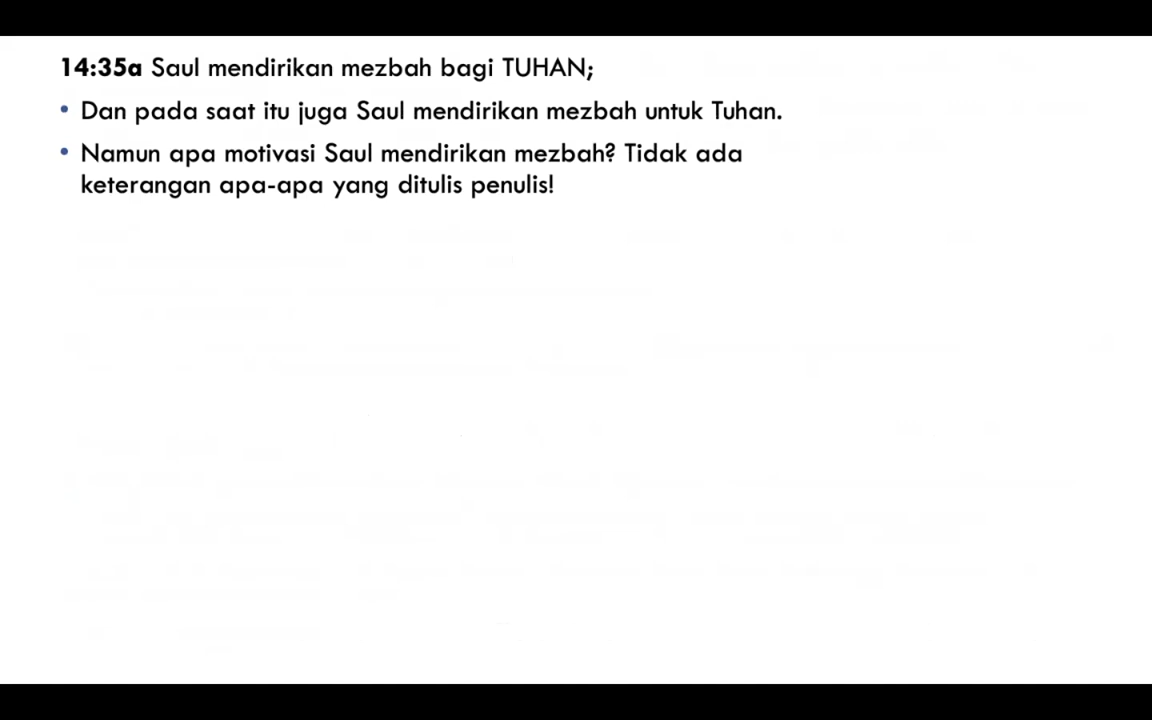 14:35a Saul mendirikan mezbah bagi TUHAN;
• Dan pada saat itu juga Saul mendirikan mezbah untuk Tuhan.
• Namun apa motivasi Saul mendirikan mezbah? Tidak ada
keterangan apa-apa yang ditulis penulis!